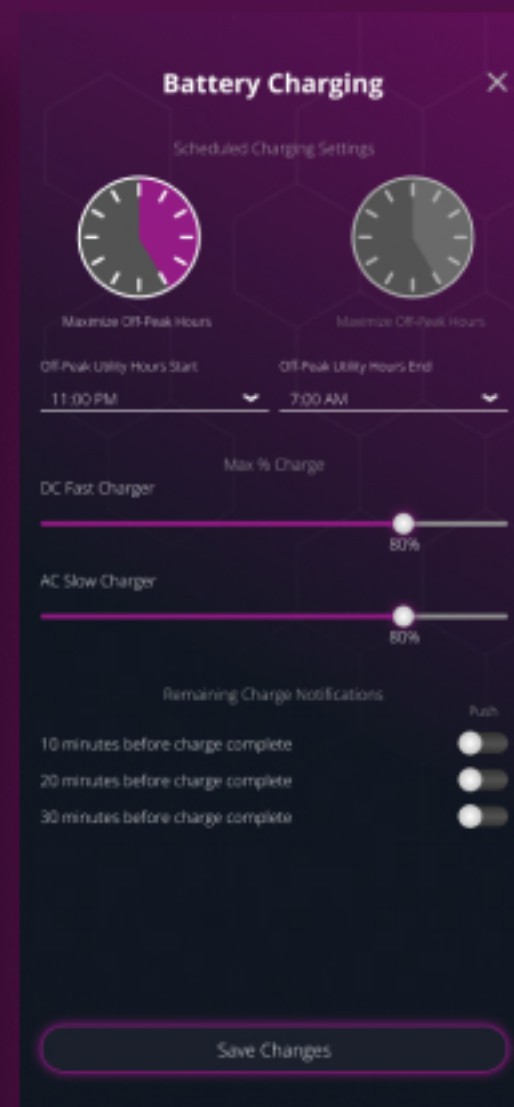 Battery Charging
Scheduled Charging Settings
Maximize Off-Peak Hours
Maximize Off-Peak Hours
Off-Peak Utility Hours Start
Off-Peak Utility Hours End
11:00 PM
7:00 AM
Max % Charge
DC Fast Charger
80%
AC Slow Charger
80%
Remaining Charge Notifications
Push
10 minutes before charge complete
20 minutes before charge complete
30 minutes before charge complete
Save Changes